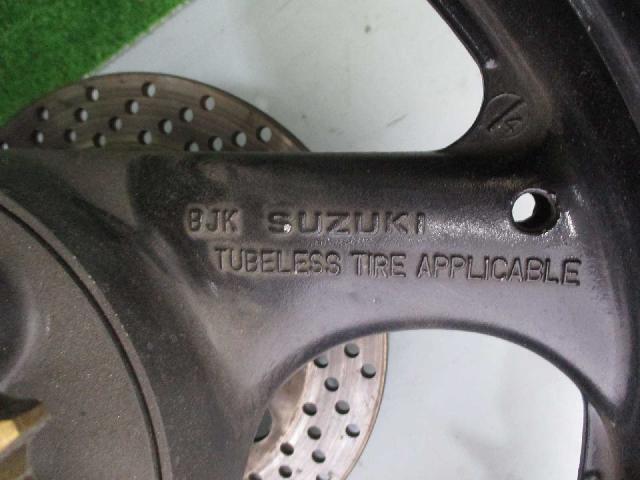 BJK SUZUKI
TUBELESS TIRE APPLICABLE